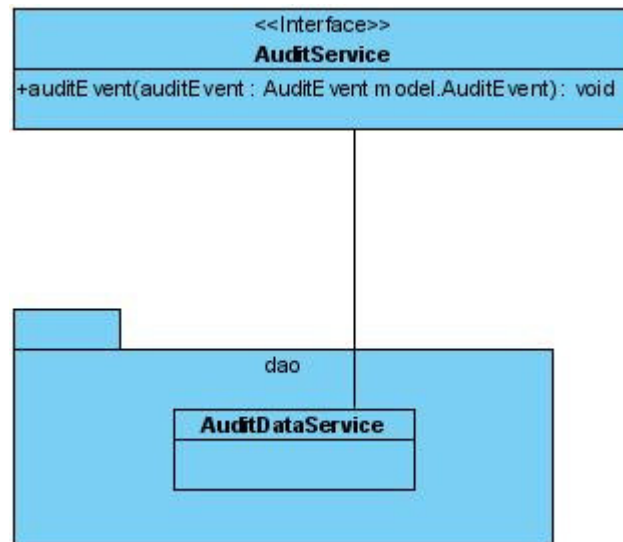 <<Interface>>
AuditService
+auditEvent(auditEvent : AuditEvent model.AuditEvent) : void
dao
AuditDataService